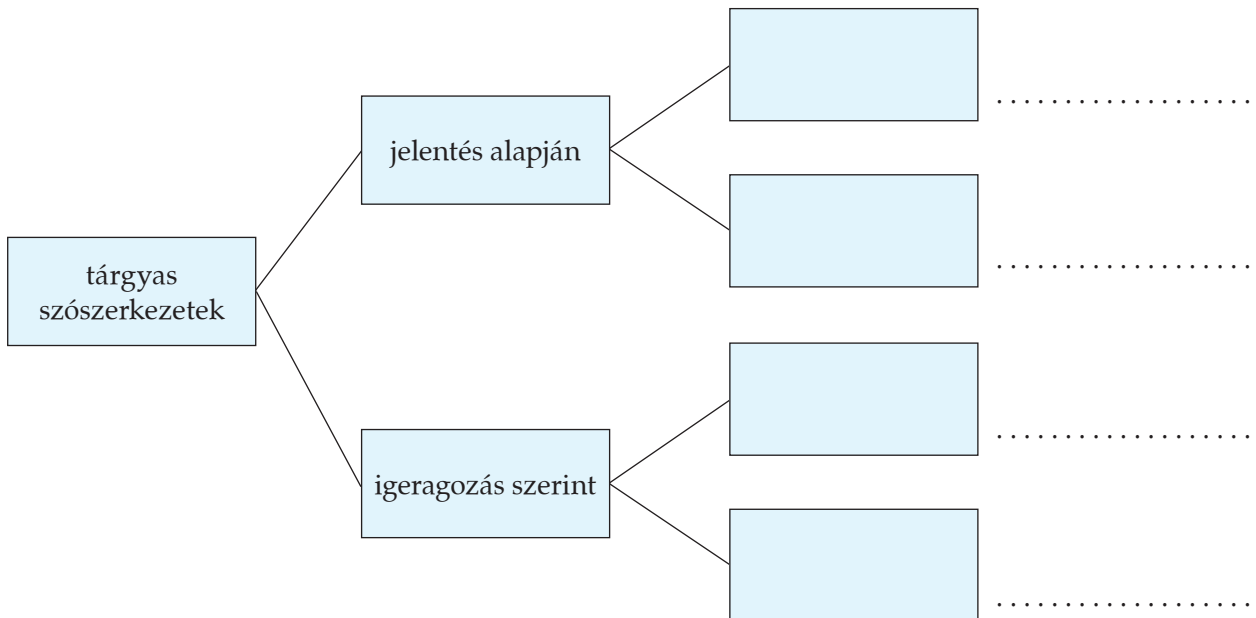 jelentés alapján
tárgyas
szószerkezetek
igeragozás szerint